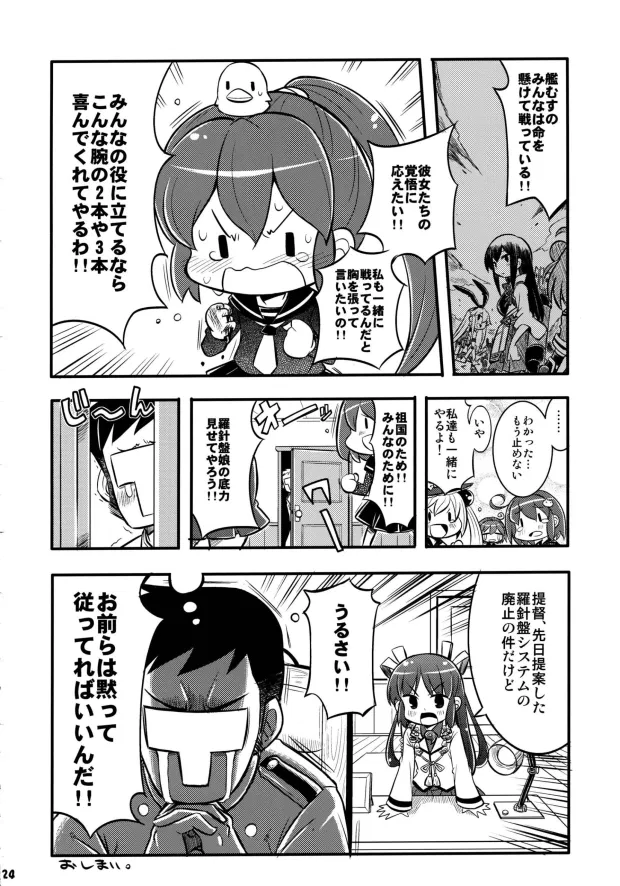 艦むすの
みんなは命を
懸けて戦っている!!
彼女たちの
覚悟に
応えたい!!
私も一緒に
戦ってるんだと
胸を張って
言いたいの!!
みんなの役に立てるなら
こんな腕の2本や3本
喜んでくれてやるわ!!
………
わかった…
もう止めない
いや
私達も一緒に
やるよ!
祖国のため!!
みんなのために!!
オーッ
羅針盤娘の底力
見せてやろう!!
じ〜ん
提督、先日提案した
羅針盤システムの
廃止の件だけど
うるさい!!
お前らは黙って
従ってればいいんだ!!
おしまい。
24